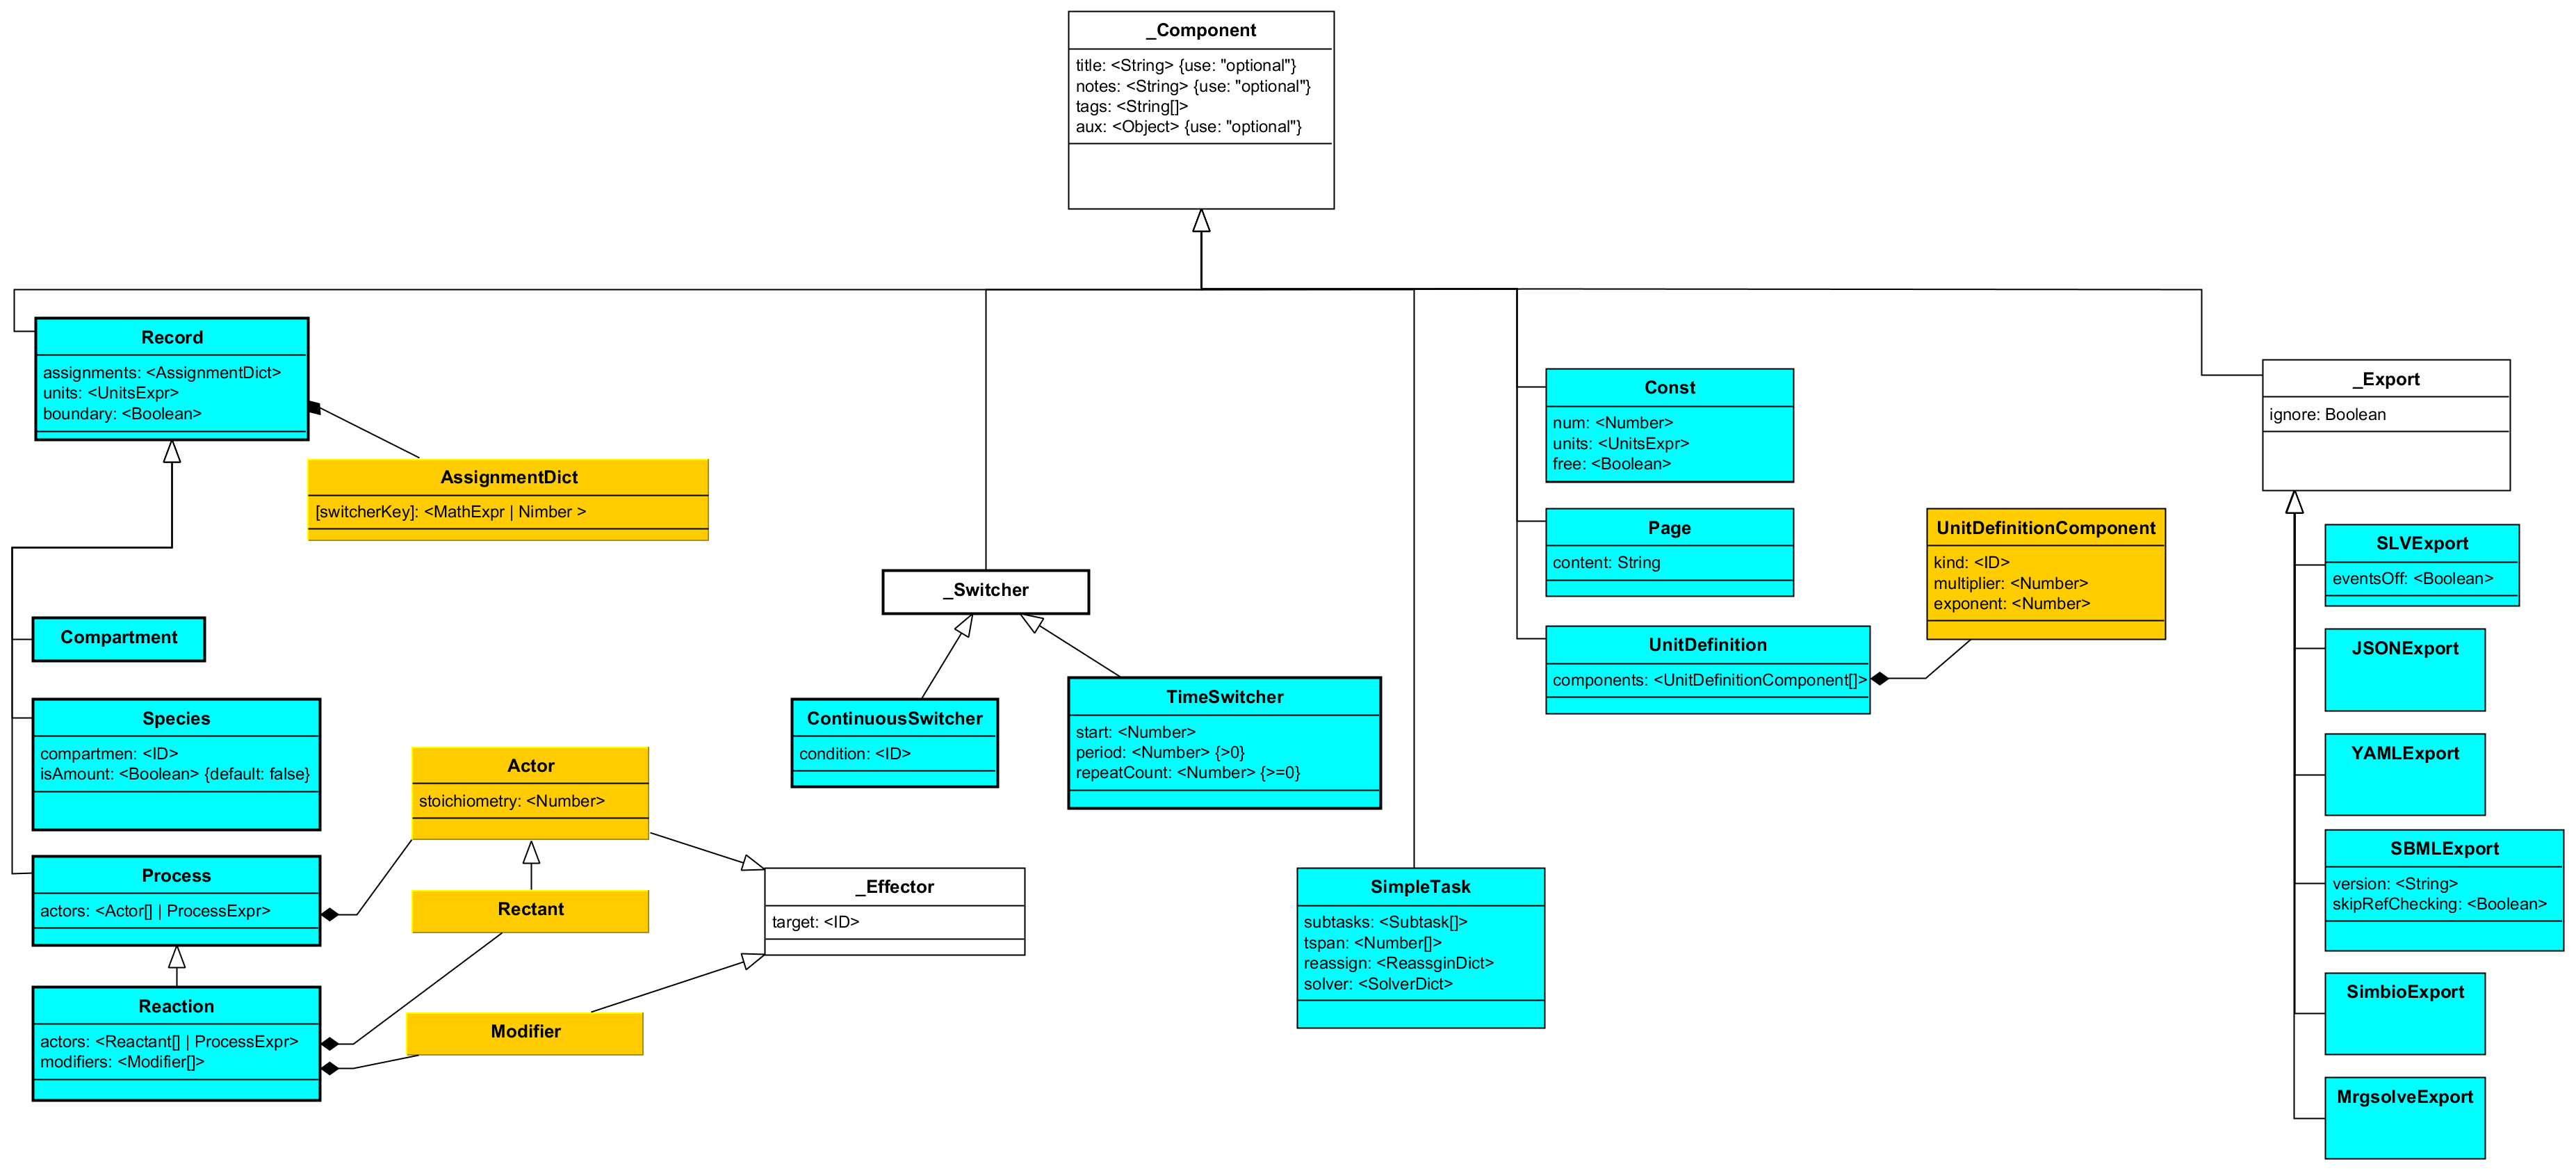 _Component
title: <String> {use: "optional"}
notes: <String> {use: "optional"}
tags: <String[]>
aux: <Object> {use: "optional"}
Record
assignments: <AssignmentDict>
units: <UnitsExpr>
boundary: <Boolean>
AssignmentDict
[switcherKey]: <MathExpr | Nimber >
Compartment
Species
compartmen: <ID>
isAmount: <Boolean> {default: false}
Process
actors: <Actor[] | ProcessExpr>
Reaction
actors: <Reactant[] | ProcessExpr>
modifiers: <Modifier[]>
Actor
stoichiometry: <Number>
Rectant
Modifier
_Effector
target: <ID>
_Switcher
ContinuousSwitcher
condition: <ID>
TimeSwitcher
start: <Number>
period: <Number> {>0}
repeatCount: <Number> {>=0}
SimpleTask
subtasks: <Subtask[]>
tspan: <Number[]>
reassign: <ReassginDict>
solver: <SolverDict>
Const
num: <Number>
units: <UnitsExpr>
free: <Boolean>
Page
content: String
UnitDefinition
components: <UnitDefinitionComponent[]>
UnitDefinitionComponent
kind: <ID>
multiplier: <Number>
exponent: <Number>
_Export
ignore: Boolean
SLVExport
eventsOff: <Boolean>
JSONExport
YAMLExport
SBMLExport
version: <String>
skipRefChecking: <Boolean>
SimbioExport
MrgsolveExport